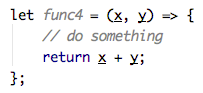 let func4 = (x, y) => {
// do something
return x + y;
};